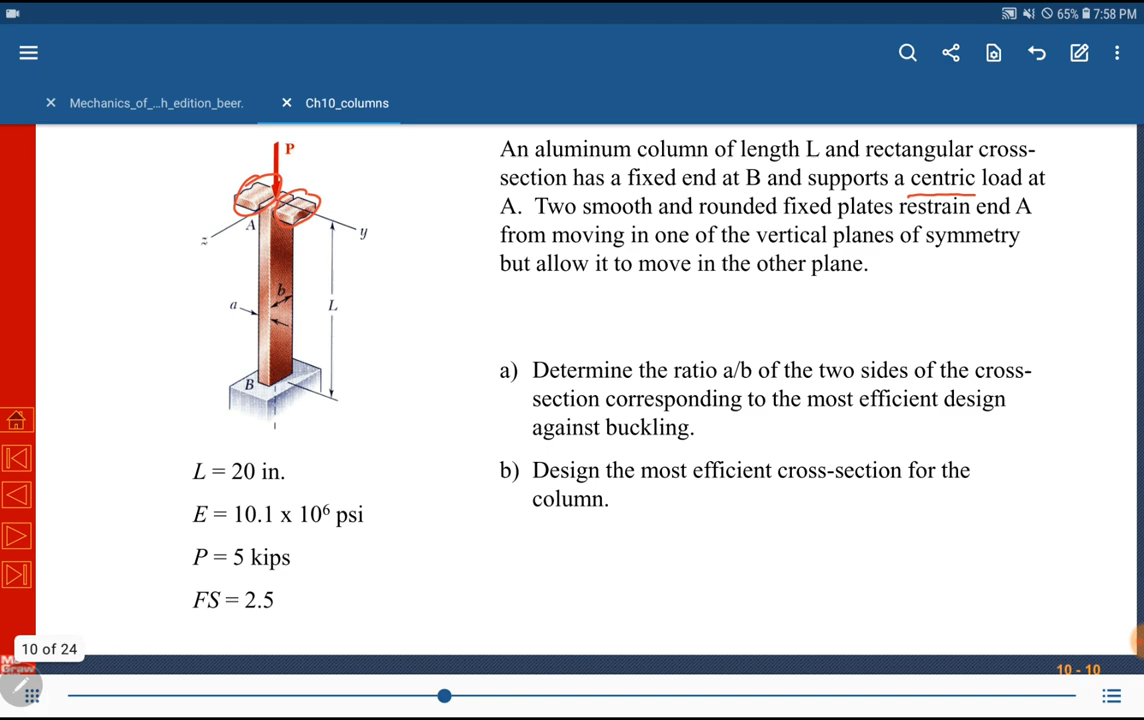 65% 7:58 PM
Mechanics_of_...h_edition_beer.
Ch10_columns
P
A
y
z
b
a
L
B
An aluminum column of length L and rectangular cross-
section has a fixed end at B and supports a centric load at
A. Two smooth and rounded fixed plates restrain end A
from moving in one of the vertical planes of symmetry
but allow it to move in the other plane.
a) Determine the ratio a/b of the two sides of the cross-
section corresponding to the most efficient design
against buckling.
b) Design the most efficient cross-section for the
column.
L = 20 in.
E = 10.1 x 10⁶ psi
P = 5 kips
FS = 2.5
10 of 24
10 - 10